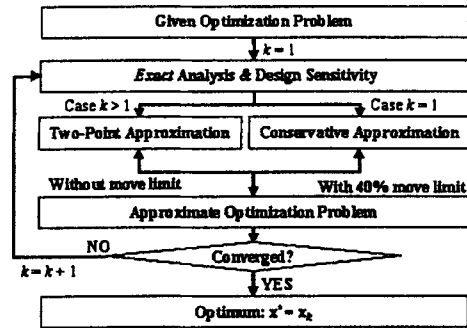 Given Optimization Problem
k = 1
Exact Analysis & Design Sensitivity
Case k > 1
Case k = 1
Two-Point Approximation
Conservative Approximation
Without move limit
With 40% move limit
Approximate Optimization Problem
NO
Converged?
k = k + 1
YES
Optimum: x* = xₖ